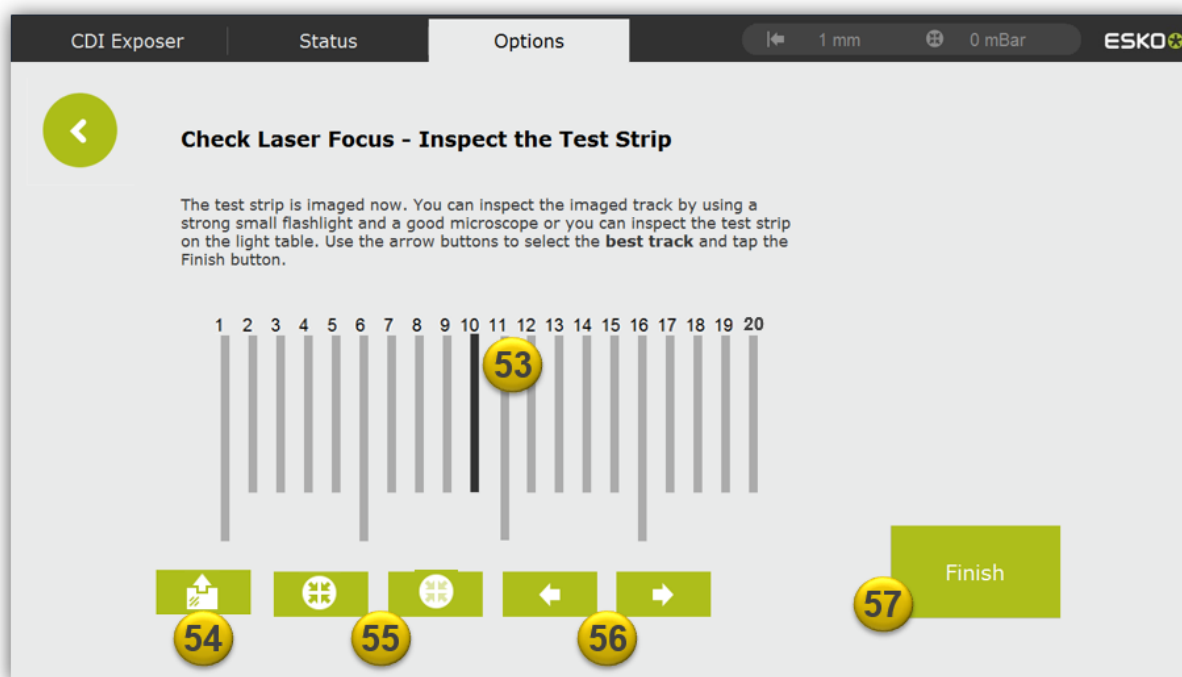 CDI Exposer Status Options 1 mm 0 mBar ESKO
Check Laser Focus - Inspect the Test Strip
The test strip is imaged now. You can inspect the imaged track by using a
strong small flashlight and a good microscope or you can inspect the test strip
on the light table. Use the arrow buttons to select the best track and tap the
Finish button.
1 2 3 4 5 6 7 8 9 10 11 12 13 14 15 16 17 18 19 20
53
Finish
57
54 55 56